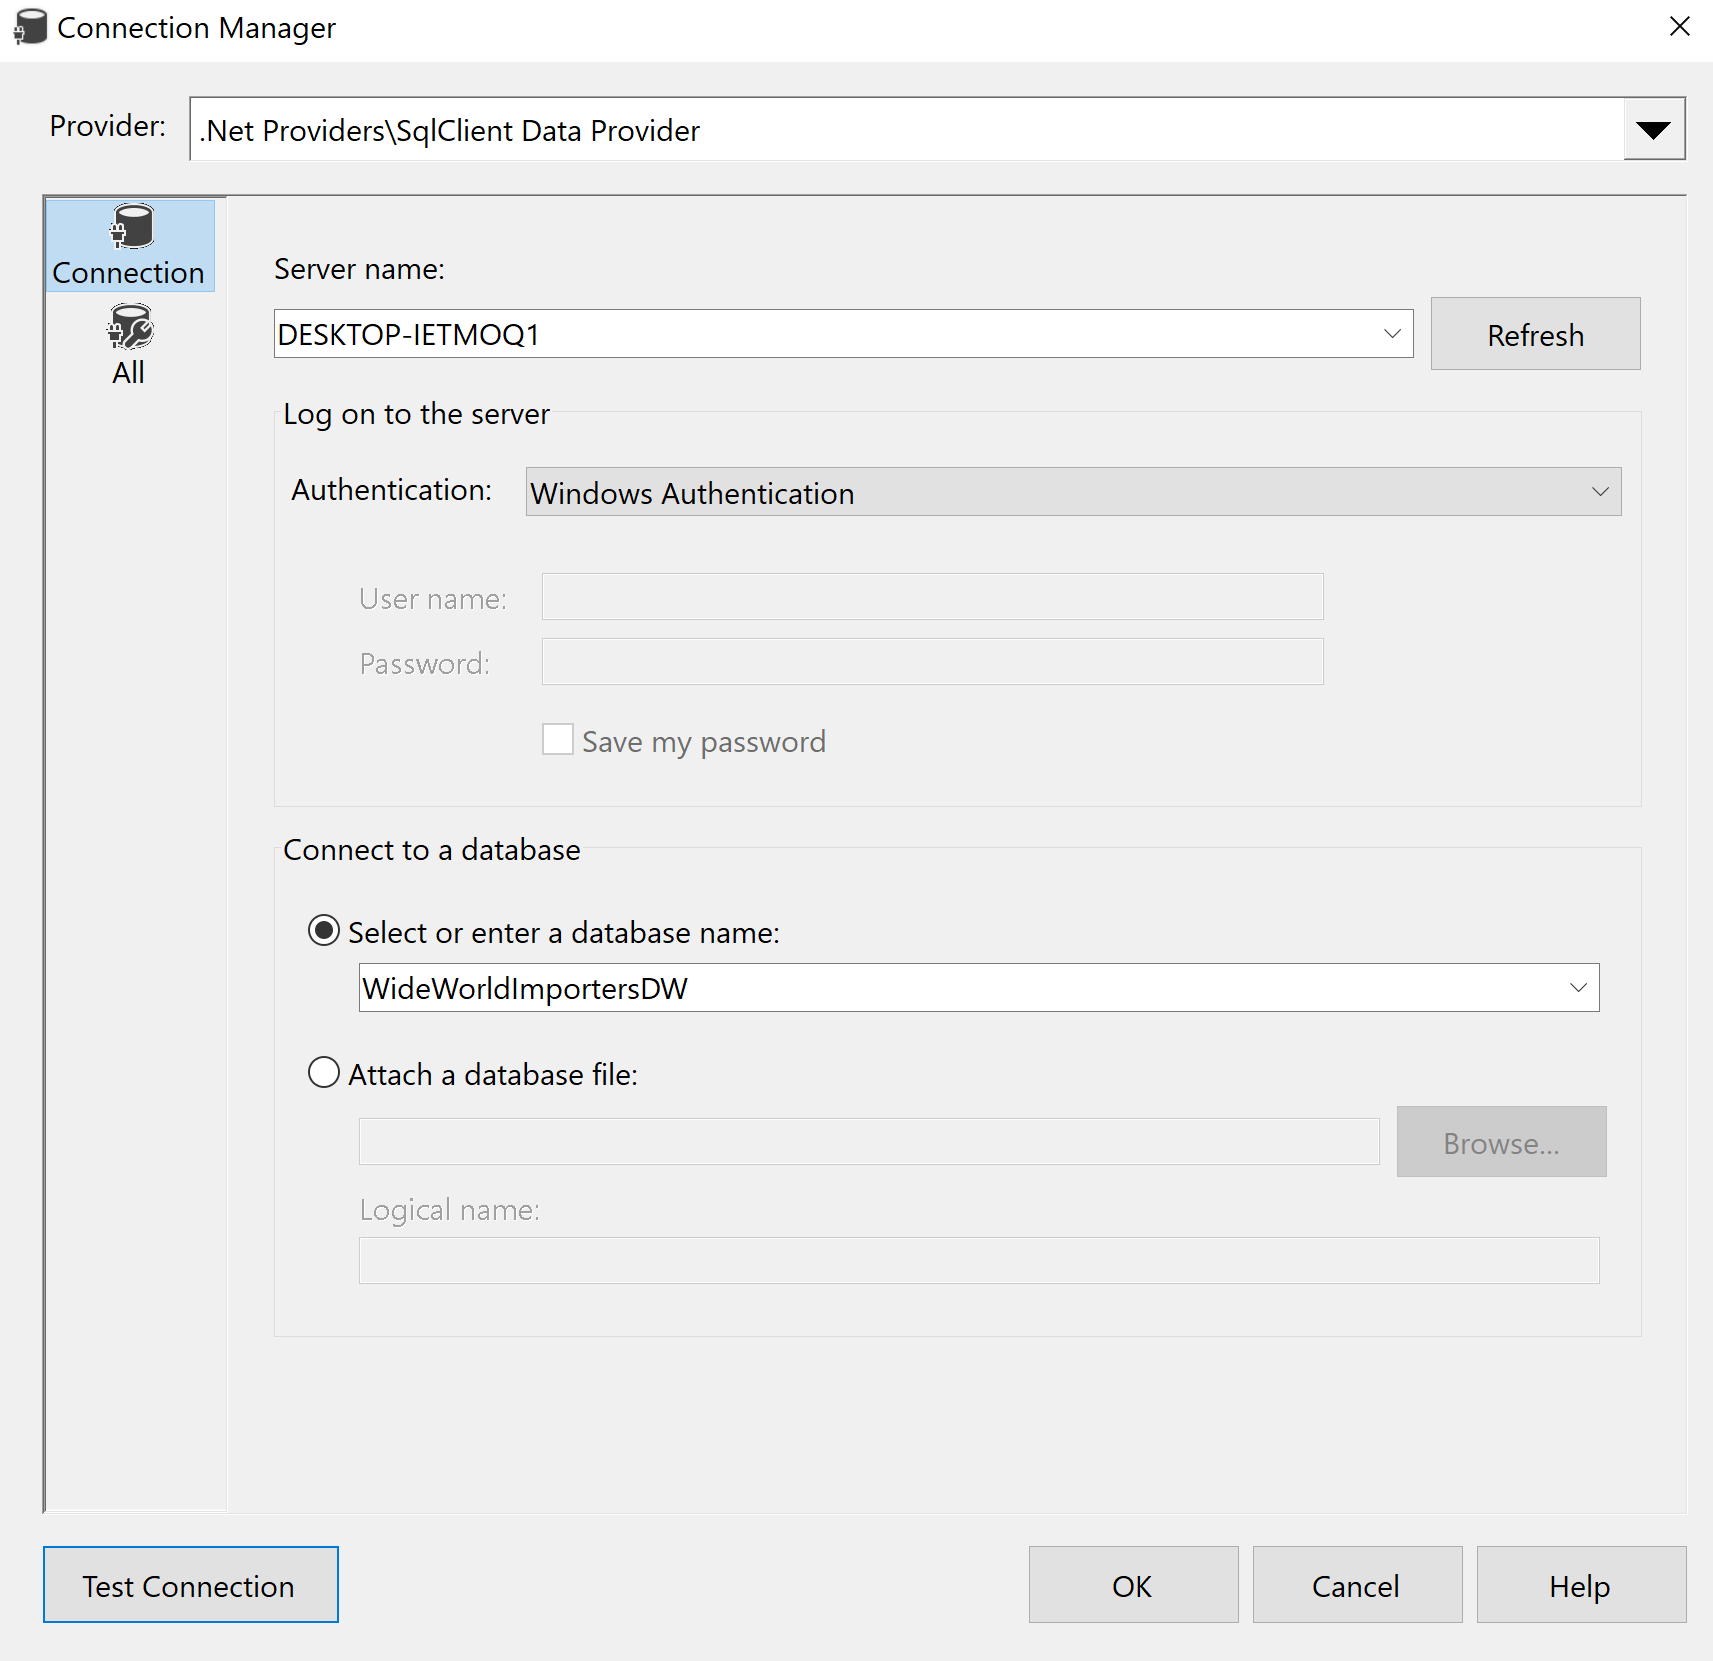 Connection Manager
Provider:
.Net Providers\SqlClient Data Provider
Connection
All
Server name:
DESKTOP-IETMOQ1
Refresh
Log on to the server
Authentication:
Windows Authentication
User name:
Password:
Save my password
Connect to a database
Select or enter a database name:
WideWorldImportersDW
Attach a database file:
Browse...
Logical name:
Test Connection
OK
Cancel
Help